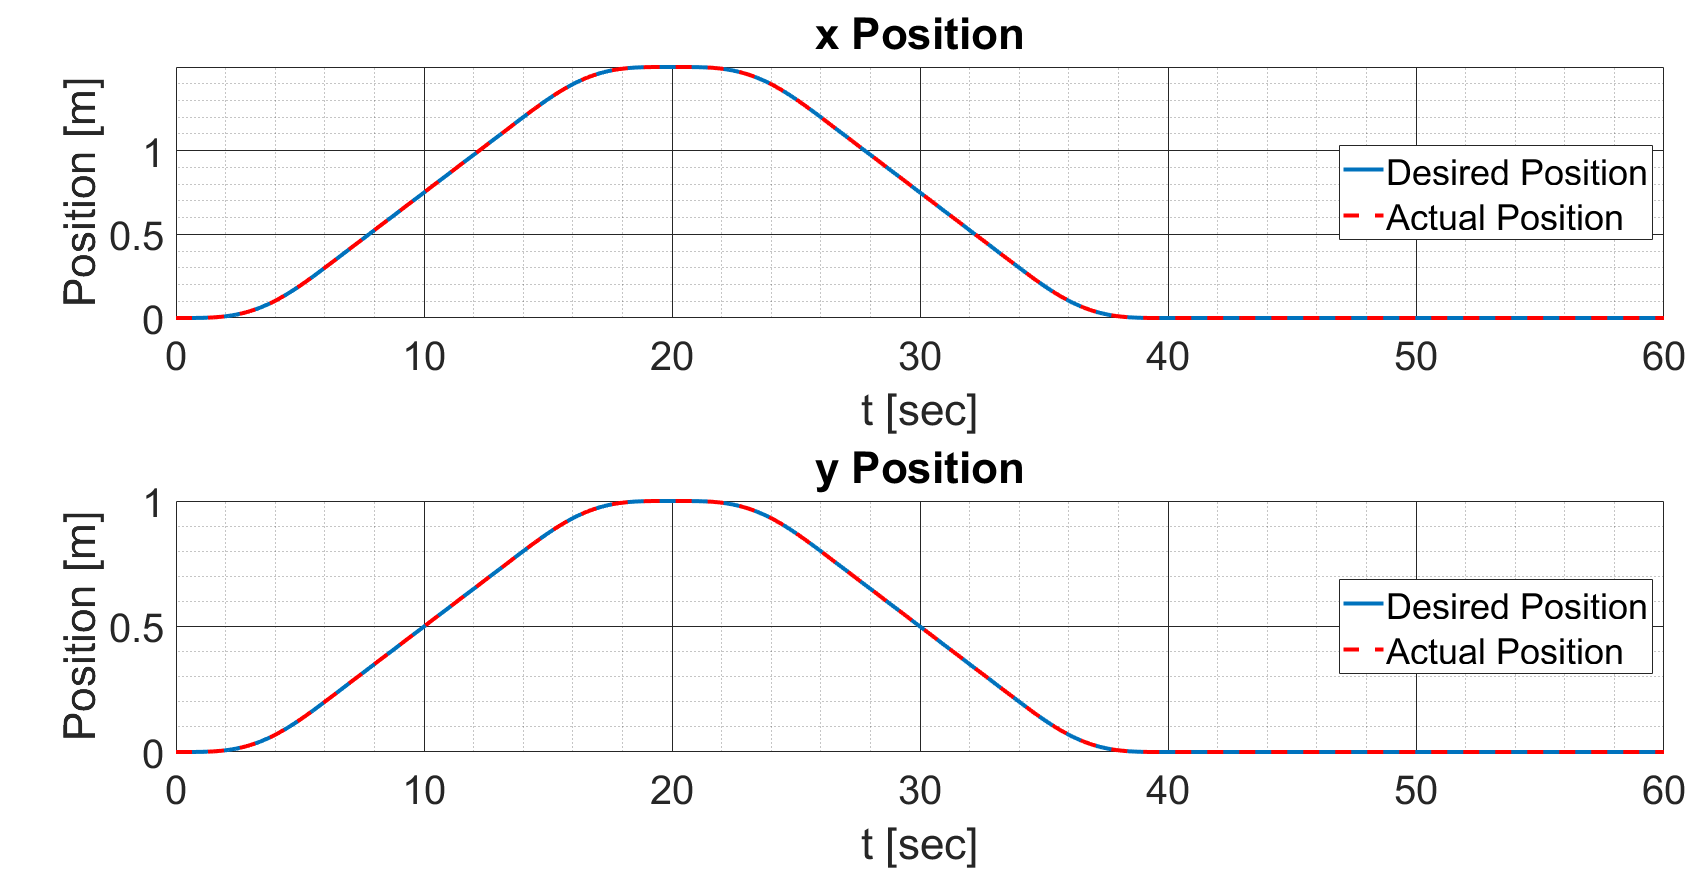 x Position
Position [m]
1
0.5
0
0 10 20 30 40 50 60
t [sec]
Desired Position
Actual Position
y Position
Position [m]
1
0.5
0
0 10 20 30 40 50 60
t [sec]
Desired Position
Actual Position